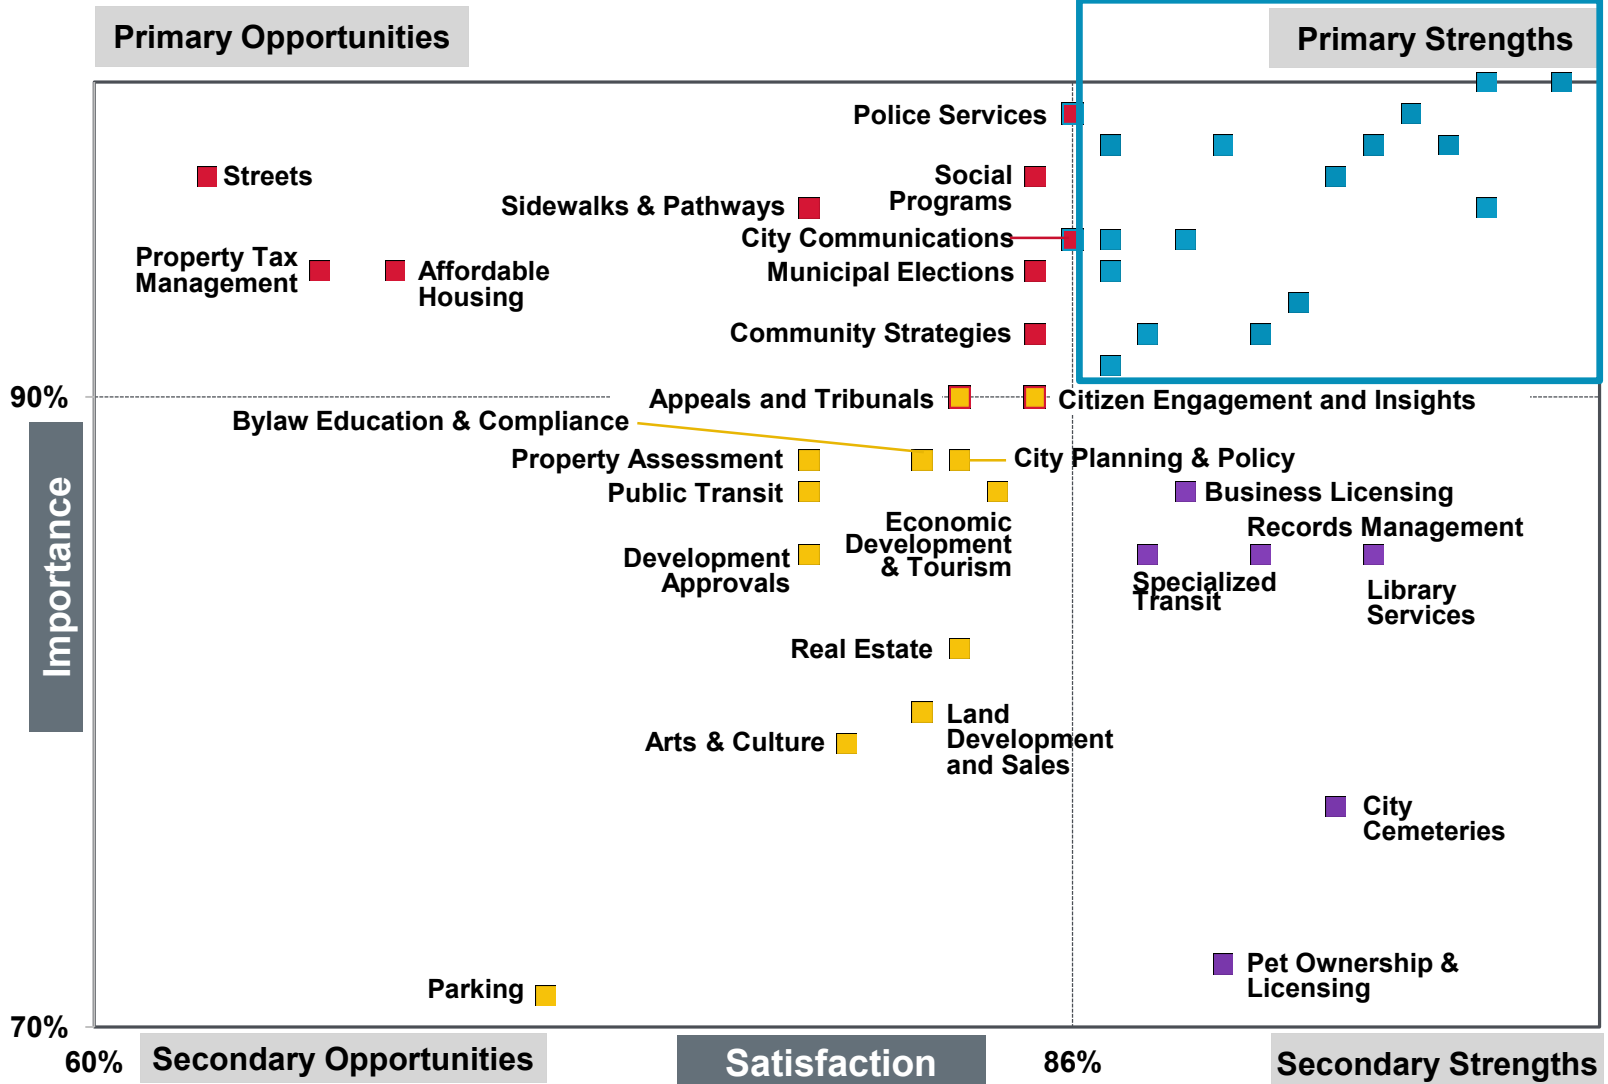 Primary Opportunities
Primary Strengths
Police Services
Streets
Social
Programs
Sidewalks & Pathways
City Communications
Property Tax
Management
Affordable
Housing
Municipal Elections
Community Strategies
90%
Appeals and Tribunals
Citizen Engagement and Insights
Bylaw Education & Compliance
Property Assessment
City Planning & Policy
Public Transit
Business Licensing
Economic
Development
& Tourism
Records Management
Development
Approvals
Specialized
Transit
Library
Services
Importance
Real Estate
Land
Development
and Sales
Arts & Culture
City
Cemeteries
Pet Ownership &
Licensing
Parking
70%
60%
Secondary Opportunities
Satisfaction
86%
Secondary Strengths